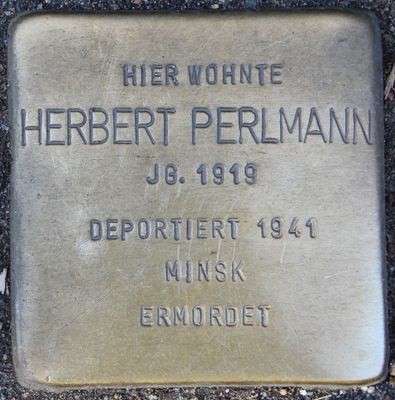 HIER WOHNTE
HERBERT PERLMANN
JG. 1919
DEPORTIERT 1941
MINSK
ERMORDET